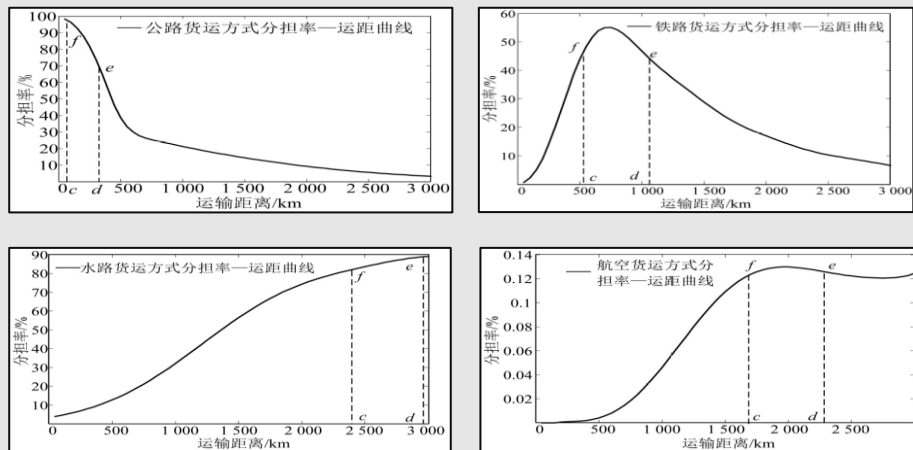 公路货运方式分担率—运距曲线
分担率/%
100
90
80
70
60
50
40
30
20
10
f
e
0
c
d
500
1 000
1 500
2 000
2 500
3 000
运输距离/km
铁路货运方式分担率—运距曲线
分担率/%
60
50
40
30
20
10
f
e
c
d
0
500
1 000
1 500
2 000
2 500
3 000
运输距离/km
水路货运方式分担率—运距曲线
分担率/%
90
80
70
60
50
40
30
20
10
f
e
c
d
0
500
1 000
1 500
2 000
2 500
3 000
运输距离/km
航空货运方式分
担率—运距曲线
分担率/%
0.14
0.12
0.10
0.08
0.06
0.04
0.02
f
e
c
d
0
500
1 000
1 500
2 000
2 500
运输距离/km